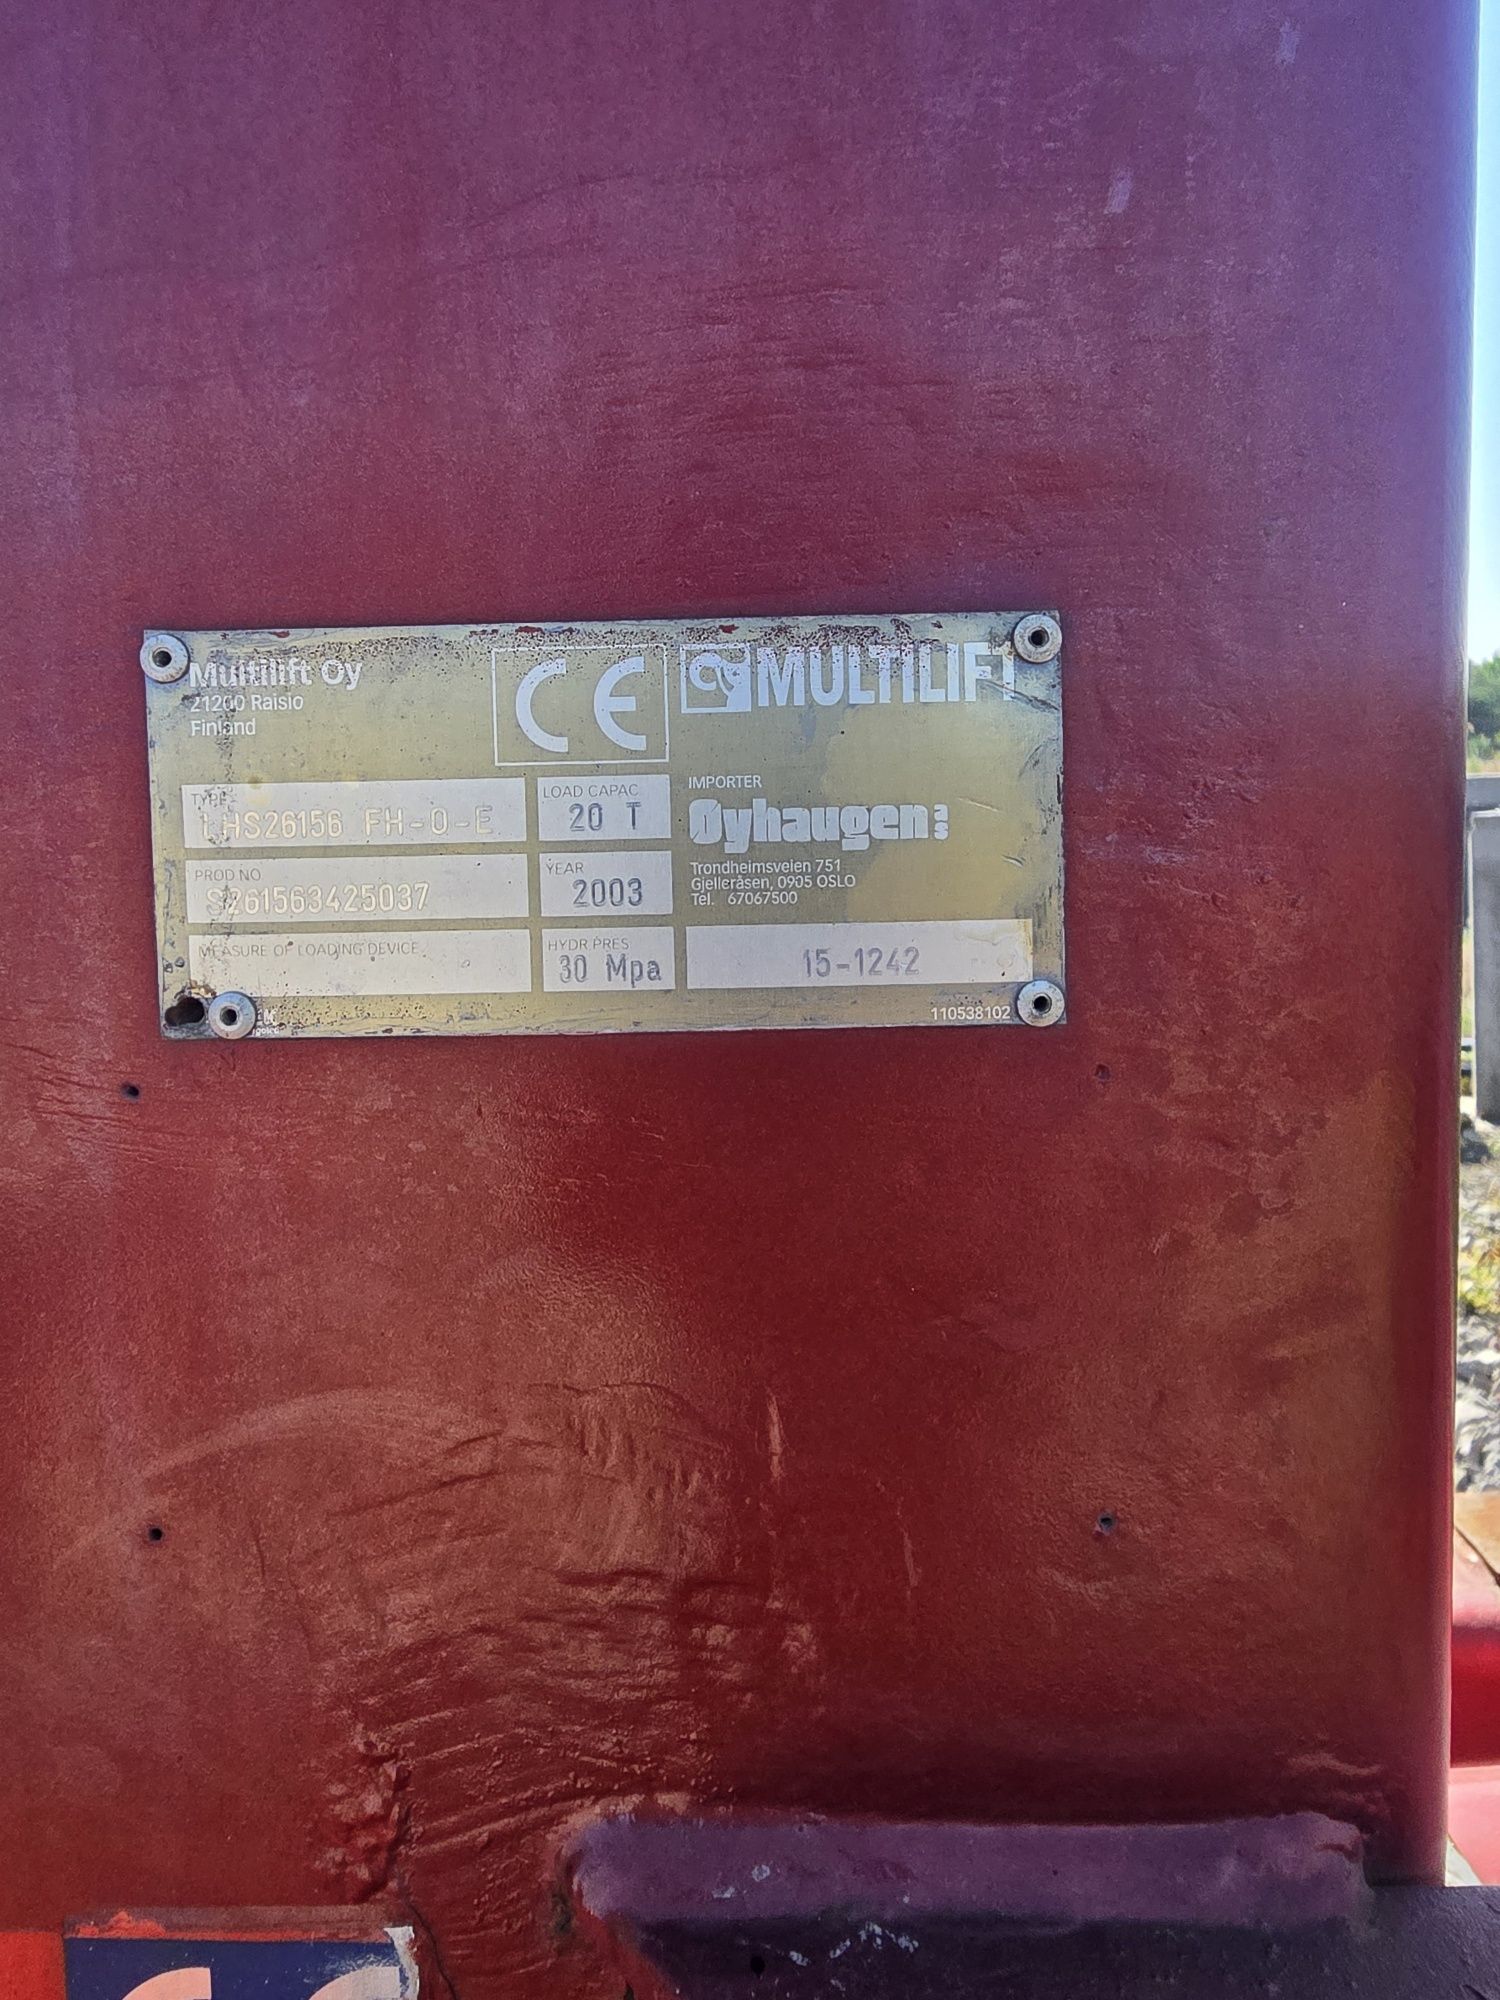 Multilift Oy
21200 Raisio
Finland
CE
MULTILIFT
TYPE
LHS26156 FH-0-E
LOAD CAPAC
20 T
PROD NO
S261563425037
YEAR
2003
MEASURE OF LOADING DEVICE
HYDR PRES
30 Mpa
IMPORTER
Øyhaugen
Trondheimsveien 751
Gjelleråsen, 0905 OSLO
Tel. 67067500
15-1242
110538102